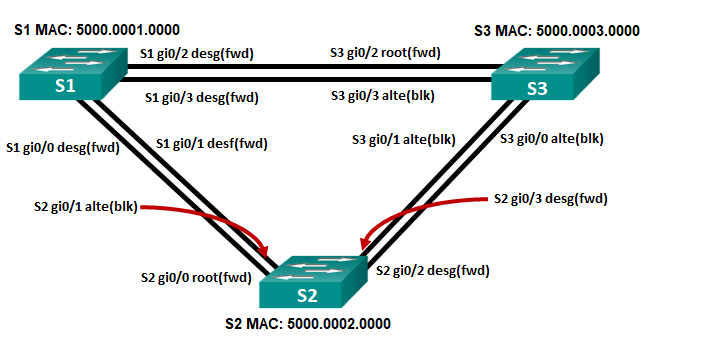 S1 MAC: 5000.0001.0000
S3 MAC: 5000.0003.0000
S1 gi0/2 desg(fwd)
S3 gi0/2 root(fwd)
S1
S3
S1 gi0/3 desg(fwd)
S3 gi0/3 alte(blk)
S1 gi0/0 desg(fwd)
S1 gi0/1 desf(fwd)
S3 gi0/1 alte(blk)
S3 gi0/0 alte(blk)
S2 gi0/1 alte(blk)
S2 gi0/3 desg(fwd)
S2 gi0/0 root(fwd)
S2 gi0/2 desg(fwd)
S2
S2 MAC: 5000.0002.0000